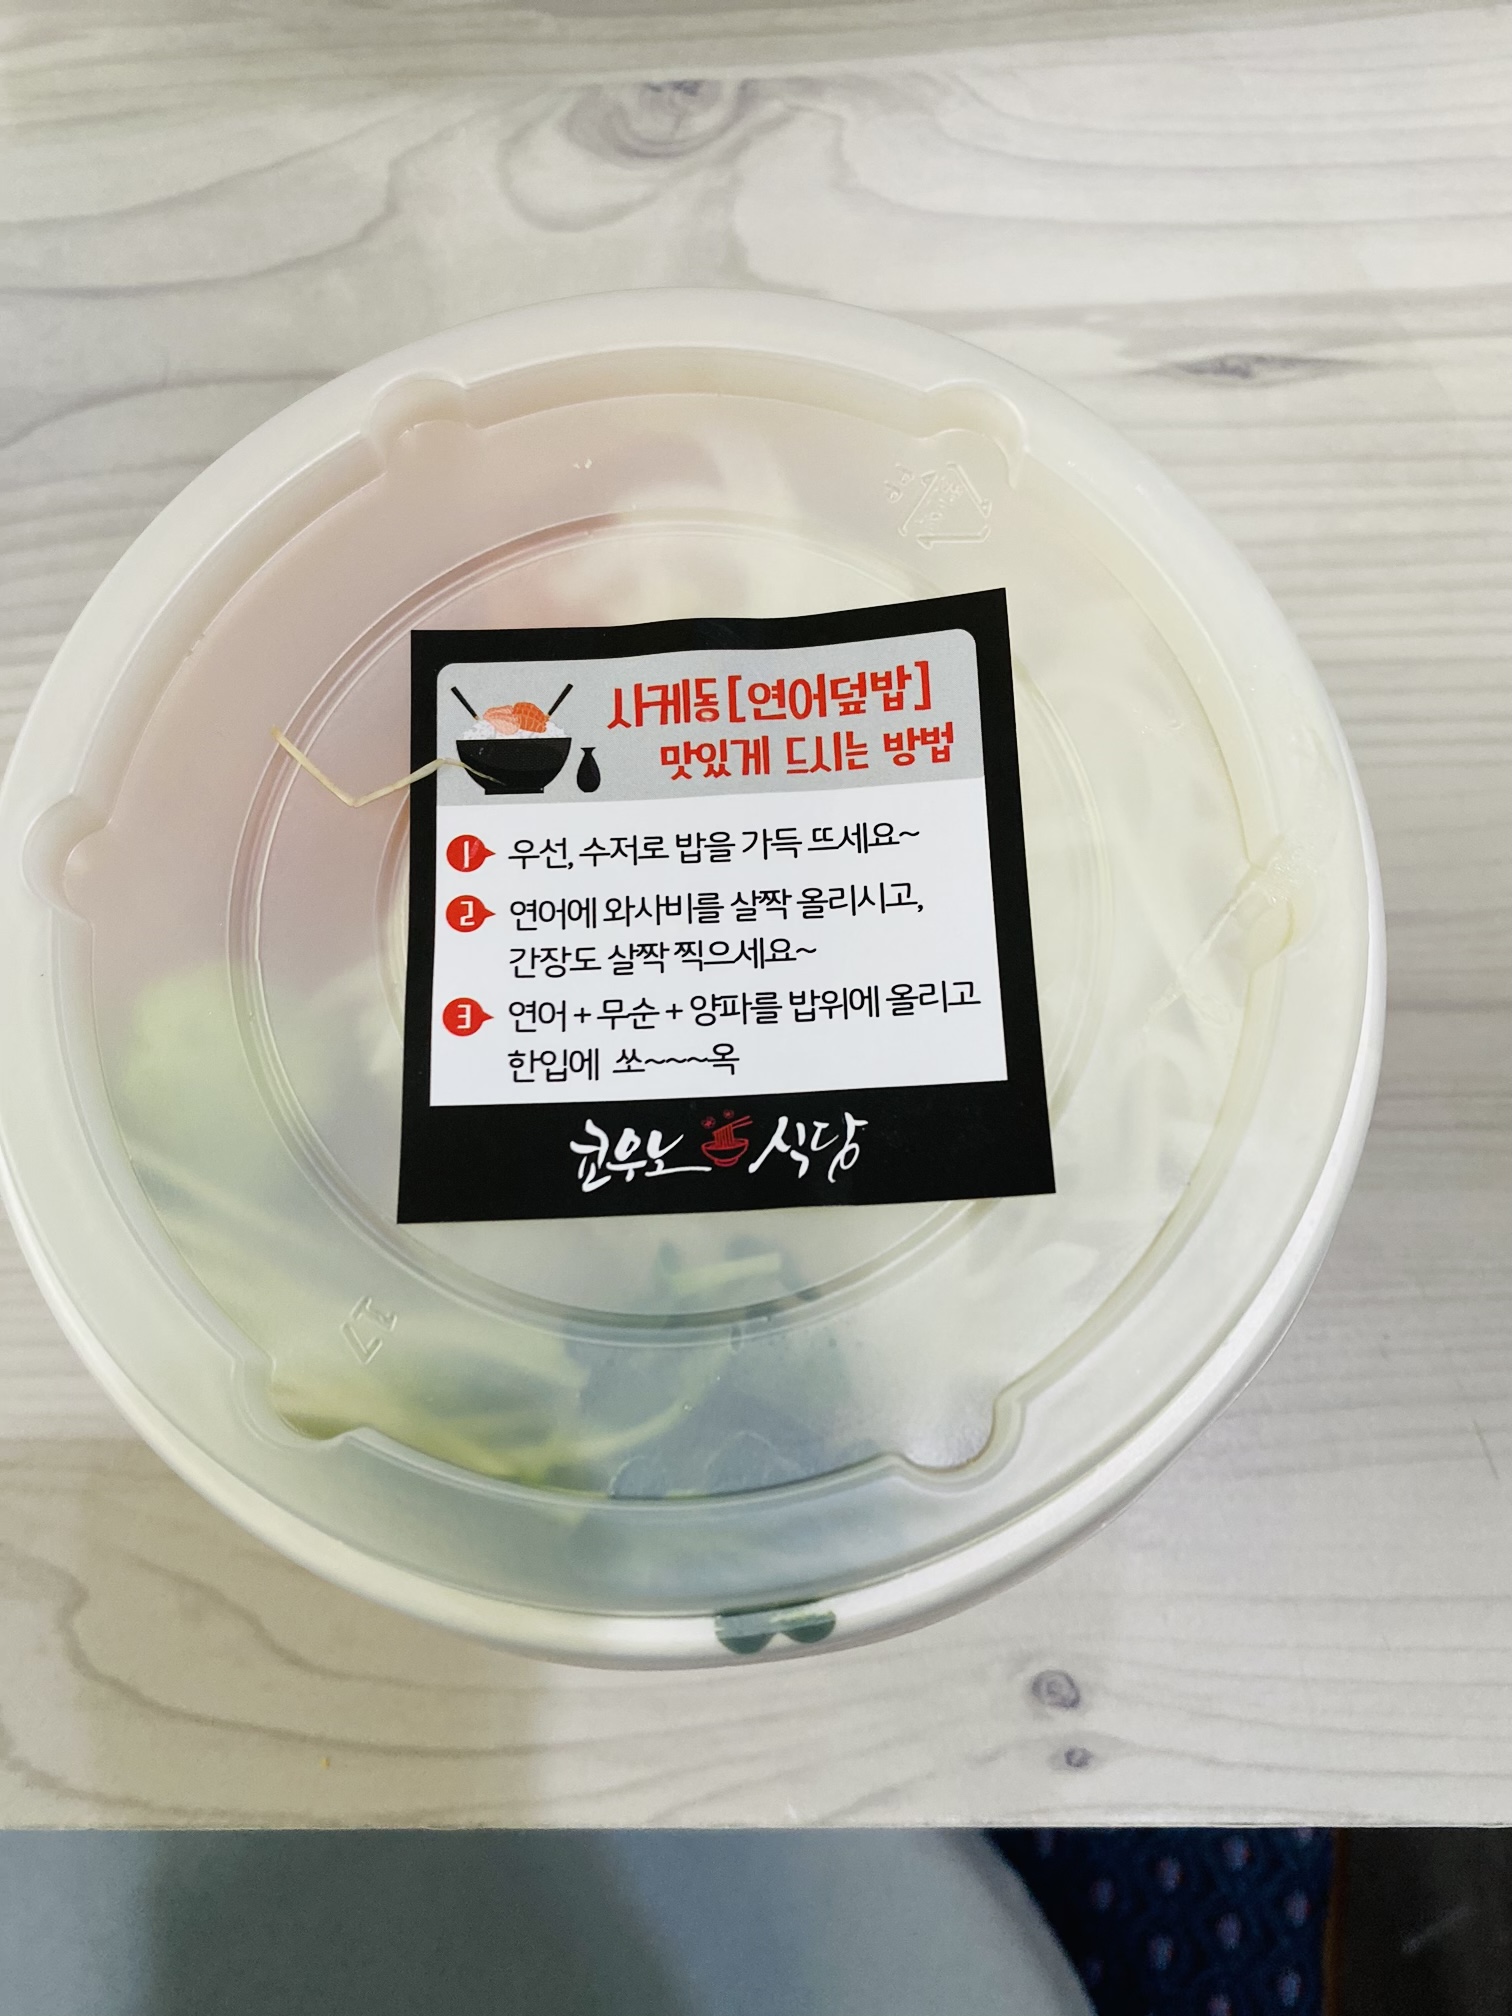 사케동[연어덮밥]
맛있게 드시는 방법
1 우선, 수저로 밥을 가득 뜨세요~
2 연어에 와사비를 살짝 올리시고,
간장도 살짝 찍으세요~
3 연어 + 무순 + 양파를 밥위에 올리고
한입에 쏘~~~옥
쿄우노 식당
17